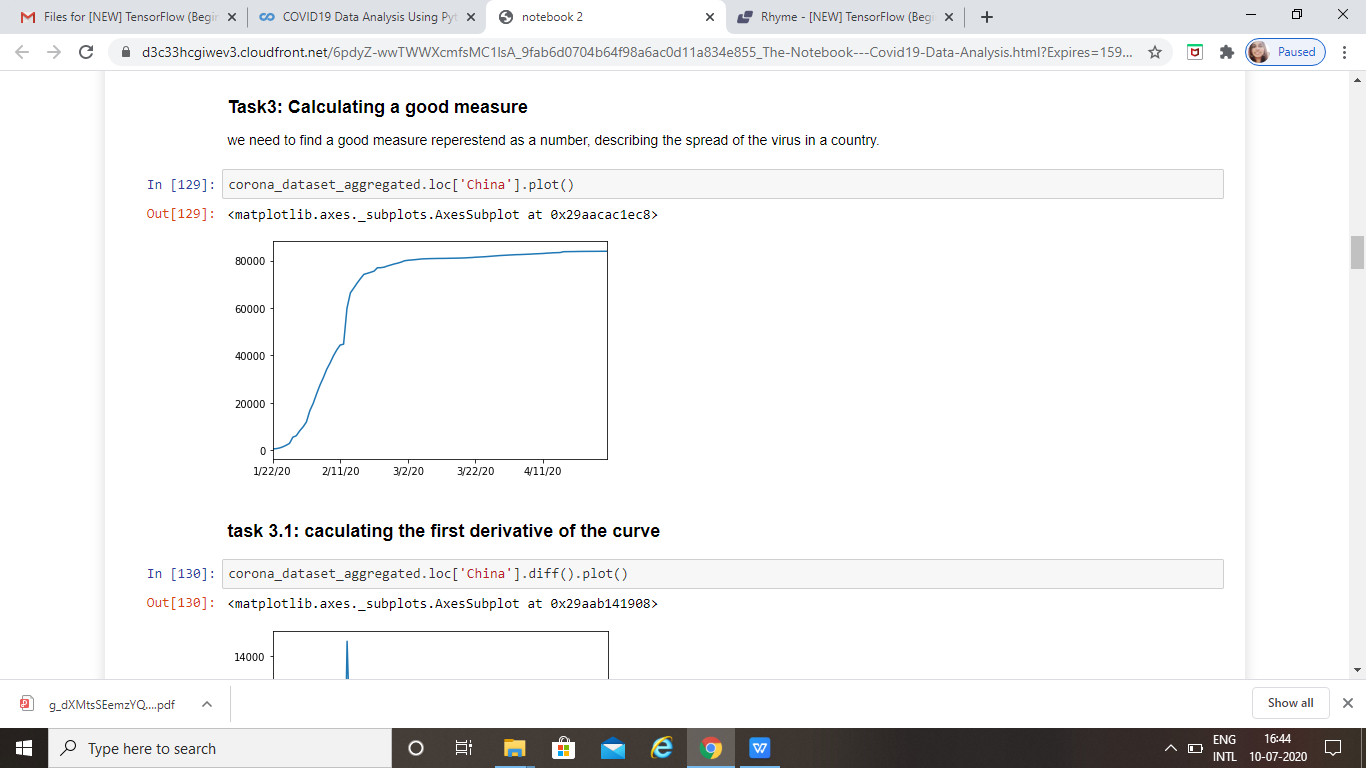 Files for [NEW] TensorFlow (Begin
COVID19 Data Analysis Using Pyt
notebook 2
Rhyme - [NEW] TensorFlow (Begi
d3c33hcgiwev3.cloudfront.net/6pdyZ-wwTWWXcmfsMC1lsA_9fab6d0704b64f98a6ac0d11a834e855_The-Notebook---Covid19-Data-Analysis.html?Expires=159...
Paused
Task3: Calculating a good measure
we need to find a good measure reperestend as a number, describing the spread of the virus in a country.
In [129]: corona_dataset_aggregated.loc['China'].plot()
Out[129]: <matplotlib.axes._subplots.AxesSubplot at 0x29aacac1ec8>
80000
60000
40000
20000
0
1/22/20 2/11/20 3/2/20 3/22/20 4/11/20
task 3.1: caculating the first derivative of the curve
In [130]: corona_dataset_aggregated.loc['China'].diff().plot()
Out[130]: <matplotlib.axes._subplots.AxesSubplot at 0x29aab141908>
14000
g_dXMtsSEemzYQ....pdf
Show all
Type here to search
ENG
INTL
16:44
10-07-2020